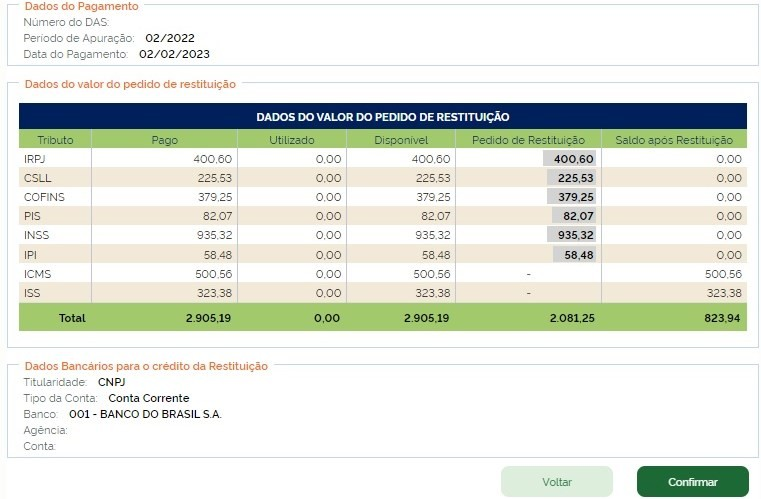 Dados do Pagamento
Número do DAS:
Período de Apuração: 02/2022
Data do Pagamento: 02/02/2023
Dados do valor do pedido de restituição
DADOS DO VALOR DO PEDIDO DE RESTITUIÇÃO
Tributo Pago Utilizado Disponível Pedido de Restituição Saldo após Restituição
IRPJ 400,60 0,00 400,60 400,60 0,00
CSLL 225,53 0,00 225,53 225,53 0,00
COFINS 379,25 0,00 379,25 379,25 0,00
PIS 82,07 0,00 82,07 82,07 0,00
INSS 935,32 0,00 935,32 935,32 0,00
IPI 58,48 0,00 58,48 58,48 0,00
ICMS 500,56 0,00 500,56 - 500,56
ISS 323,38 0,00 323,38 - 323,38
Total 2.905,19 0,00 2.905,19 2.081,25 823,94
Dados Bancários para o crédito da Restituição
Titularidade: CNPJ
Tipo da Conta: Conta Corrente
Banco: 001 - BANCO DO BRASIL S.A.
Agência:
Conta:
Voltar Confirmar